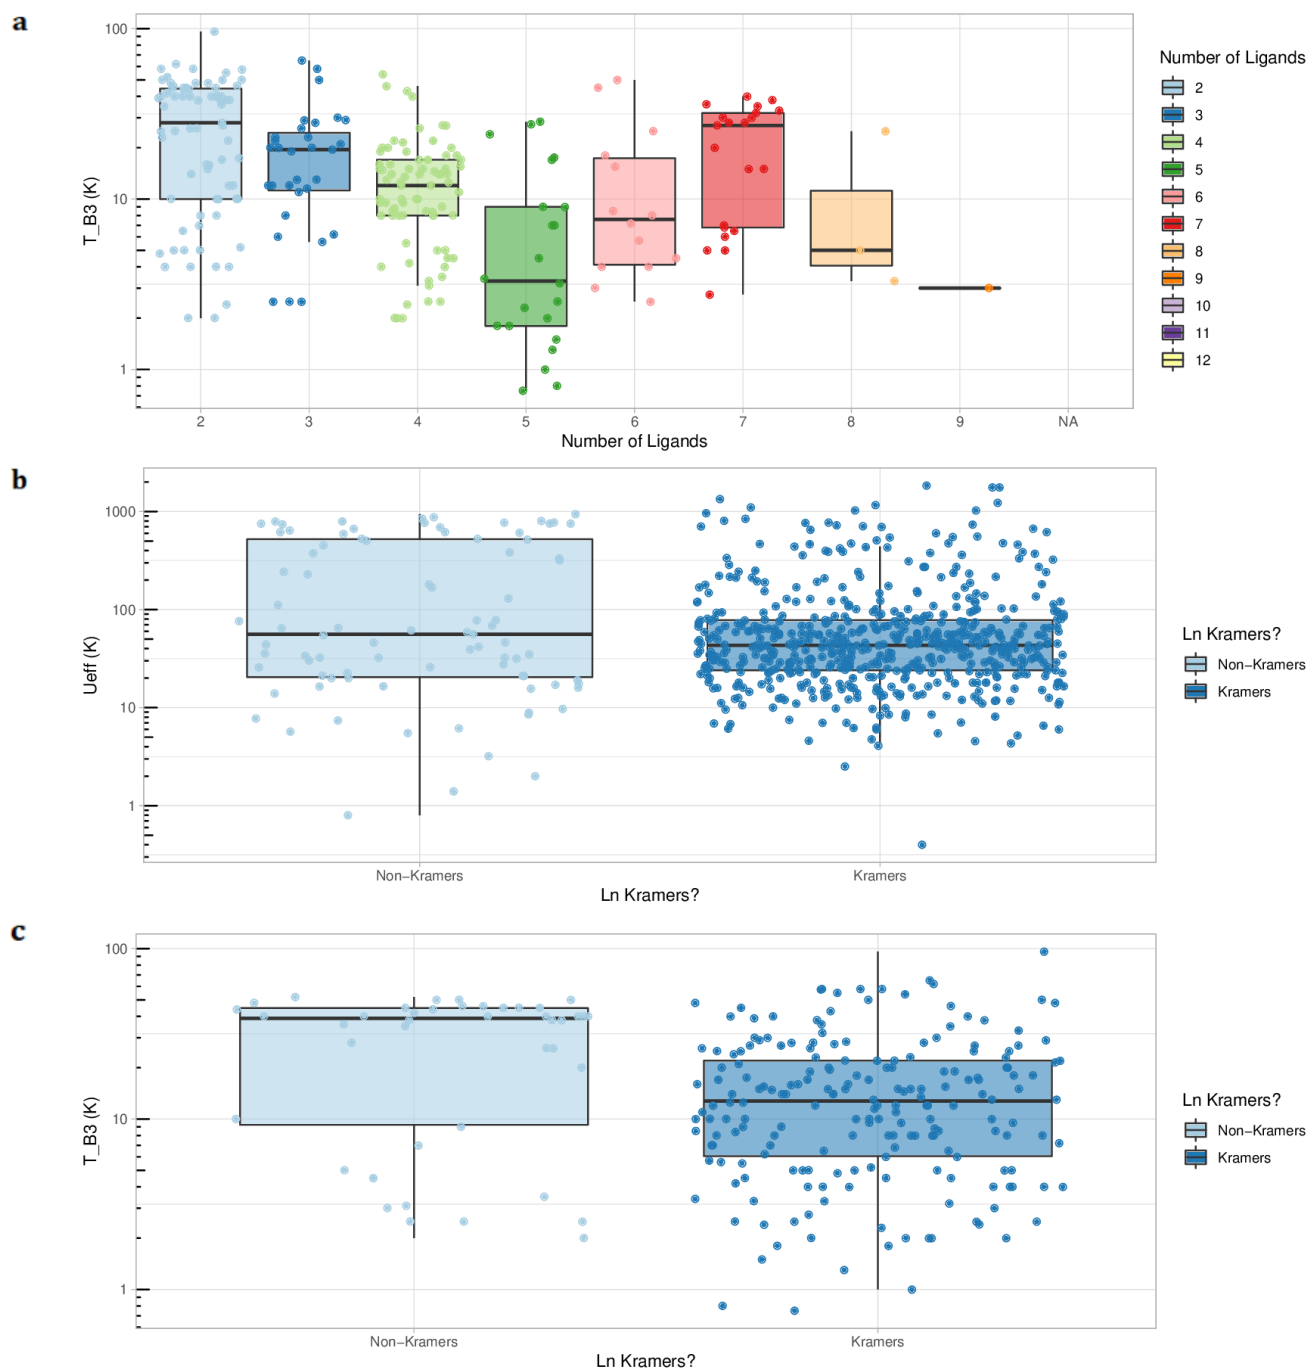 a
100
10
1
T_B3 (K)
2 3 4 5 6 7 8 9 NA
Number of Ligands
Number of Ligands
2
3
4
5
6
7
8
9
10
11
12
b
1000
100
10
1
Ueff (K)
Non−Kramers Kramers
Ln Kramers?
Ln Kramers?
Non−Kramers
Kramers
c
100
10
1
T_B3 (K)
Non−Kramers Kramers
Ln Kramers?
Ln Kramers?
Non−Kramers
Kramers